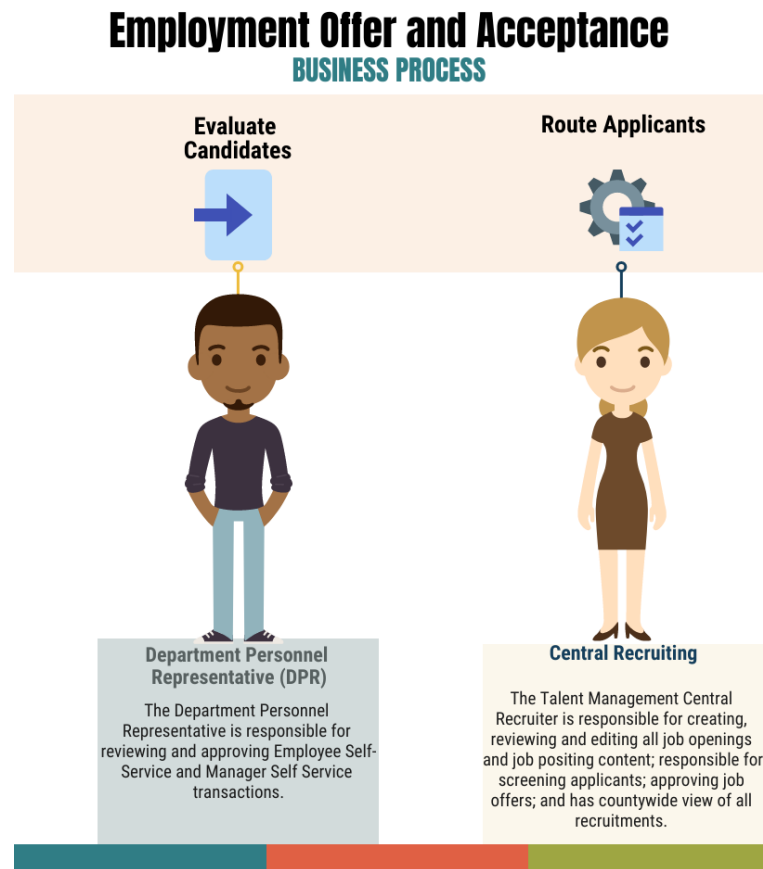 Employment Offer and Acceptance
BUSINESS PROCESS
Evaluate
Candidates
Route Applicants
Department Personnel
Representative (DPR)
The Department Personnel
Representative is responsible for
reviewing and approving Employee Self-
Service and Manager Self Service
transactions.
Central Recruiting
The Talent Management Central
Recruiter is responsible for creating,
reviewing and editing all job openings
and job positing content; responsible for
screening applicants; approving job
offers; and has countywide view of all
recruitments.